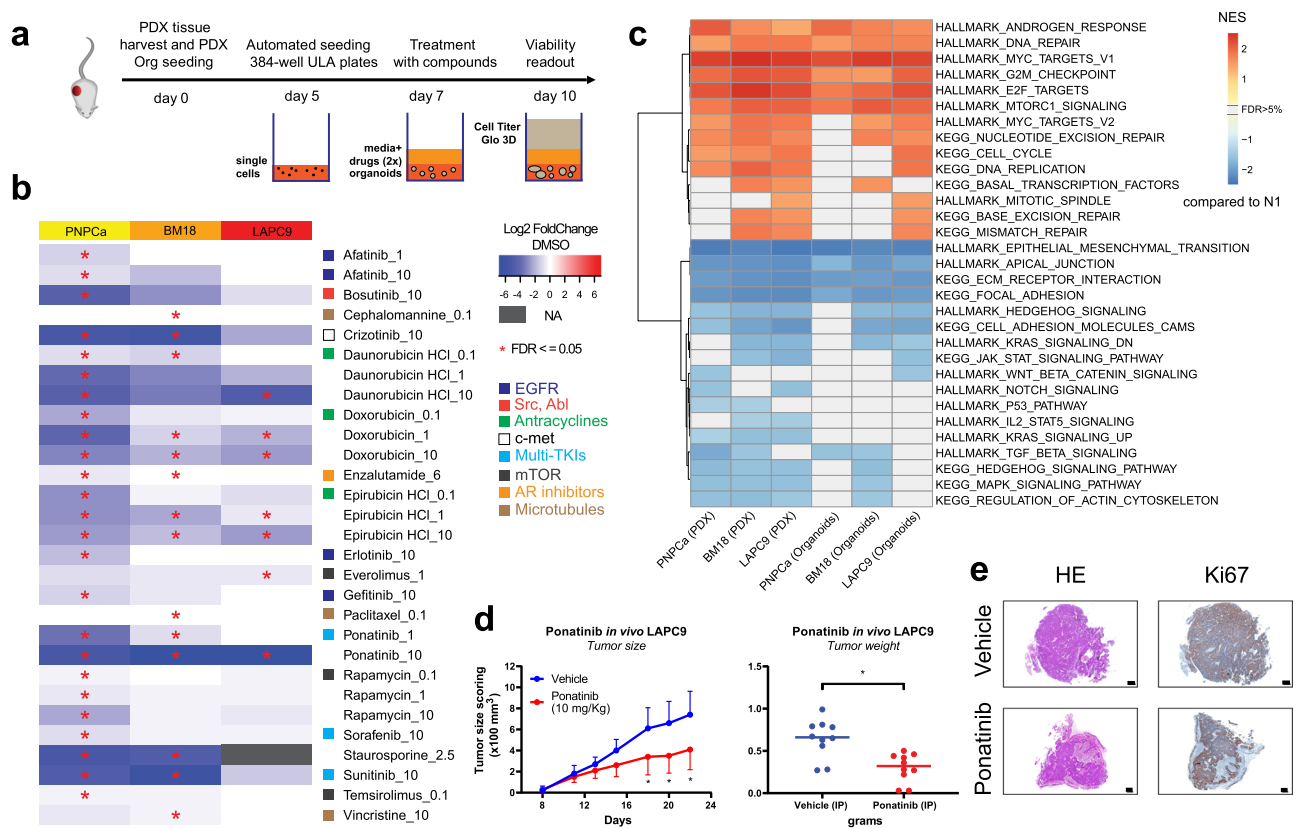 a
PDX tissue
harvest and PDX
Org seeding
Automated seeding
384-well ULA plates
Treatment
with compounds
Viability
readout
day 0
day 5
day 7
day 10
single
cells
media+
drugs (2x)
organoids
Cell Titer
Glo 3D
b
PNPCa
BM18
LAPC9
Afatinib_1
Afatinib_10
Bosutinib_10
Cephalomannine_0.1
Crizotinib_10
Daunorubicin HCl_0.1
Daunorubicin HCl_1
Daunorubicin HCl_10
Doxorubicin_0.1
Doxorubicin_1
Doxorubicin_10
Enzalutamide_6
Epirubicin HCl_0.1
Epirubicin HCl_1
Epirubicin HCl_10
Erlotinib_10
Everolimus_1
Gefitinib_10
Paclitaxel_0.1
Ponatinib_1
Ponatinib_10
Rapamycin_0.1
Rapamycin_1
Rapamycin_10
Sorafenib_10
Staurosporine_2.5
Sunitinib_10
Temsirolimus_0.1
Vincristine_10
Log2 FoldChange
DMSO
-6 -4 -2 0 2 4 6
NA
* FDR <= 0.05
EGFR
Src, Abl
Antracyclines
c-met
Multi-TKIs
mTOR
AR inhibitors
Microtubules
c
HALLMARK_ANDROGEN_RESPONSE
HALLMARK_DNA_REPAIR
HALLMARK_MYC_TARGETS_V1
HALLMARK_G2M_CHECKPOINT
HALLMARK_E2F_TARGETS
HALLMARK_MTORC1_SIGNALING
HALLMARK_MYC_TARGETS_V2
KEGG_NUCLEOTIDE_EXCISION_REPAIR
KEGG_CELL_CYCLE
KEGG_DNA_REPLICATION
KEGG_BASAL_TRANSCRIPTION_FACTORS
HALLMARK_MITOTIC_SPINDLE
KEGG_BASE_EXCISION_REPAIR
KEGG_MISMATCH_REPAIR
HALLMARK_EPITHELIAL_MESENCHYMAL_TRANSITION
HALLMARK_APICAL_JUNCTION
KEGG_ECM_RECEPTOR_INTERACTION
KEGG_FOCAL_ADHESION
HALLMARK_HEDGEHOG_SIGNALING
KEGG_CELL_ADHESION_MOLECULES_CAMS
HALLMARK_KRAS_SIGNALING_DN
KEGG_JAK_STAT_SIGNALING_PATHWAY
HALLMARK_WNT_BETA_CATENIN_SIGNALING
HALLMARK_NOTCH_SIGNALING
HALLMARK_P53_PATHWAY
HALLMARK_IL2_STAT5_SIGNALING
HALLMARK_KRAS_SIGNALING_UP
HALLMARK_TGF_BETA_SIGNALING
KEGG_HEDGEHOG_SIGNALING_PATHWAY
KEGG_MAPK_SIGNALING_PATHWAY
KEGG_REGULATION_OF_ACTIN_CYTOSKELETON
PNPCa (PDX)
BM18 (PDX)
LAPC9 (PDX)
PNPCa (Organoids)
BM18 (Organoids)
LAPC9 (Organoids)
NES
2
1
FDR>5%
−1
−2
compared to N1
d
Ponatinib in vivo LAPC9
Tumor size
Tumor size scoring
(x100 mm3)
12
10
8
6
4
2
0
Vehicle
Ponatinib
(10 mg/Kg)
* * *
8 12 16 20 24
Days
Ponatinib in vivo LAPC9
Tumor weight
*
1.5
1.0
0.5
0.0
Vehicle (IP)
Ponatinib (IP)
grams
e
HE
Ki67
Vehicle
Ponatinib